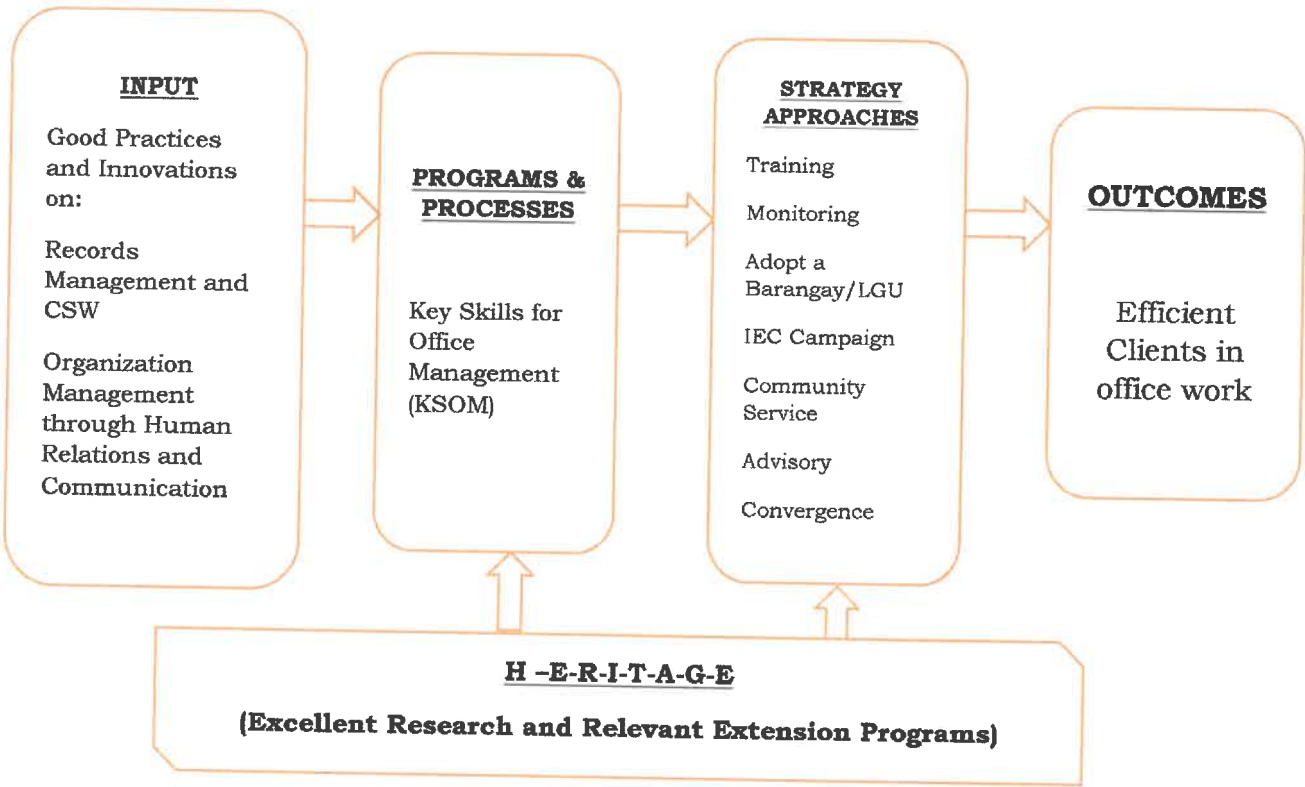 INPUT
Good Practices
and Innovations
on:
Records
Management and
CSW
Organization
Management
through Human
Relations and
Communication
PROGRAMS &
PROCESSES
Key Skills for
Office
Management
(KSOM)
STRATEGY
APPROACHES
Training
Monitoring
Adopt a
Barangay/LGU
IEC Campaign
Community
Service
Advisory
Convergence
OUTCOMES
Efficient
Clients in
office work
H –E-R-I-T-A-G-E
(Excellent Research and Relevant Extension Programs)